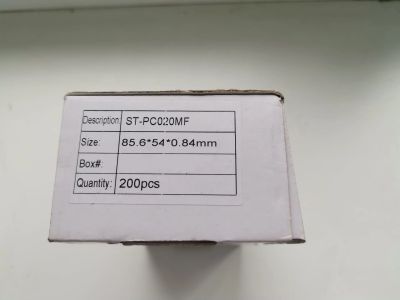 Description: ST-PC020MF
Size: 85.6*54*0.84mm
Box#:
Quantity: 200pcs